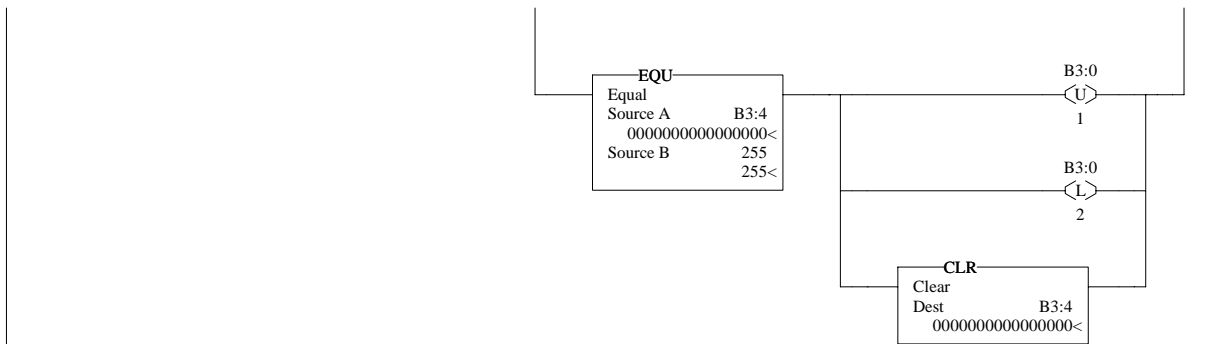 EQU
Equal
Source A B3:4
0000000000000000<
Source B 255
255<
B3:0
U
1
B3:0
L
2
CLR
Clear
Dest B3:4
0000000000000000<